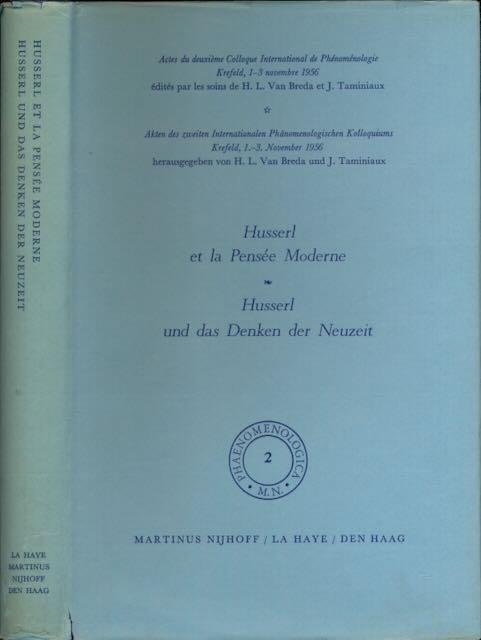 HUSSERL ET LA PENSÉE MODERNE
HUSSERL UND DAS DENKEN DER NEUZEIT
LA HAYE
MARTINUS
NIJHOFF
DEN HAAG
Actes du deuxième Colloque International de Phénoménologie
Krefeld, 1–3 novembre 1956
édités par les soins de H. L. Van Breda et J. Taminiaux
Akten des zweiten Internationalen Phänomenologischen Kolloquiums
Krefeld, 1.–3. November 1956
herausgegeben von H. L. Van Breda und J. Taminiaux
Husserl
et la Pensée Moderne
Husserl
und das Denken der Neuzeit
PHAENOMENOLOGICA
2
M.N.
MARTINUS NIJHOFF / LA HAYE / DEN HAAG